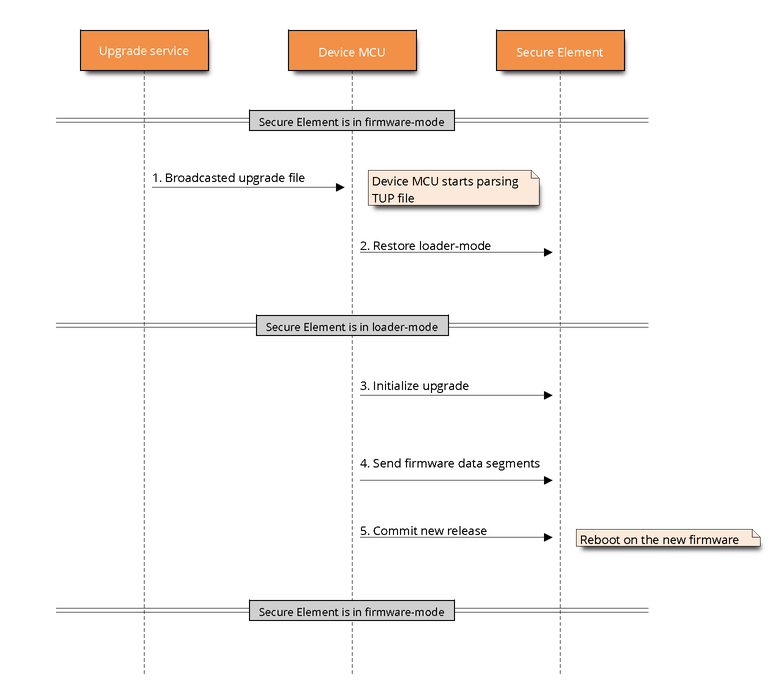 Upgrade service
Device MCU
Secure Element
Secure Element is in firmware-mode
1. Broadcasted upgrade file
Device MCU starts parsing
TUP file
2. Restore loader-mode
Secure Element is in loader-mode
3. Initialize upgrade
4. Send firmware data segments
5. Commit new release
Reboot on the new firmware
Secure Element is in firmware-mode